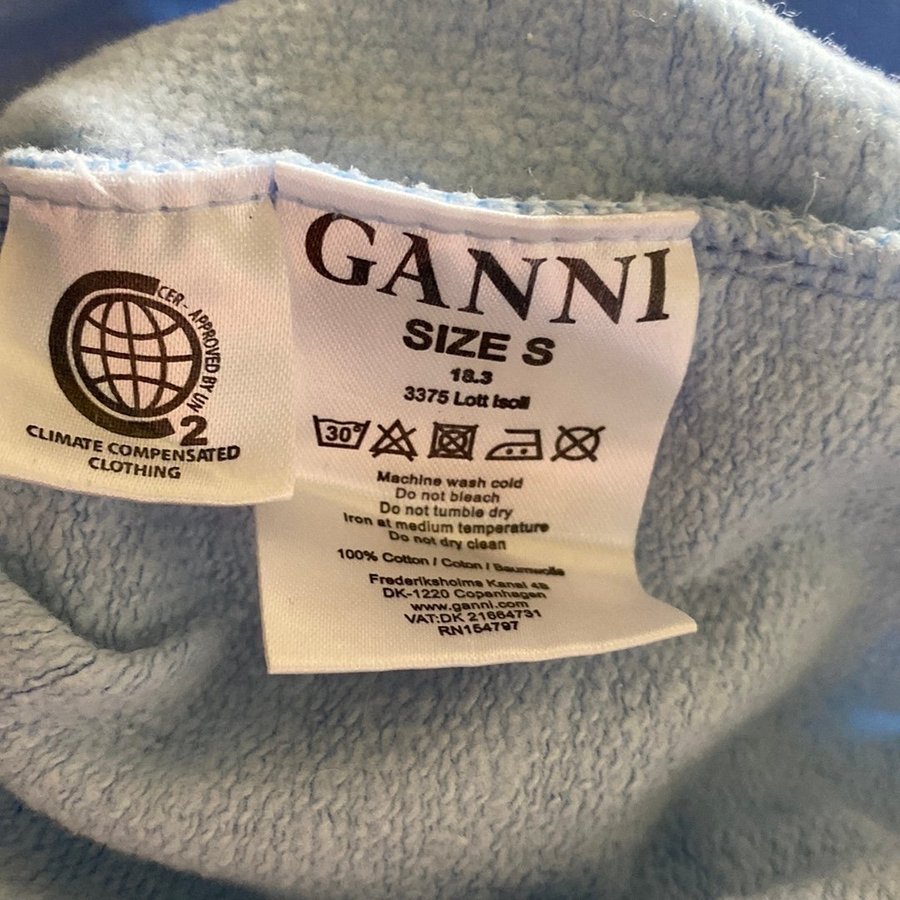 CER - APPROVED BY UN
2
CLIMATE COMPENSATED
CLOTHING
GANNI
SIZE S
18.3
3375 Lott Isoli
30°
Machine wash cold
Do not bleach
Do not tumble dry
Iron at medium temperature
Do not dry clean
100% Cotton / Coton / Baumwolle
Frederiksholms Kanal 4B
DK-1220 Copenhagen
www.ganni.com
VAT:DK 21664731
RN154797